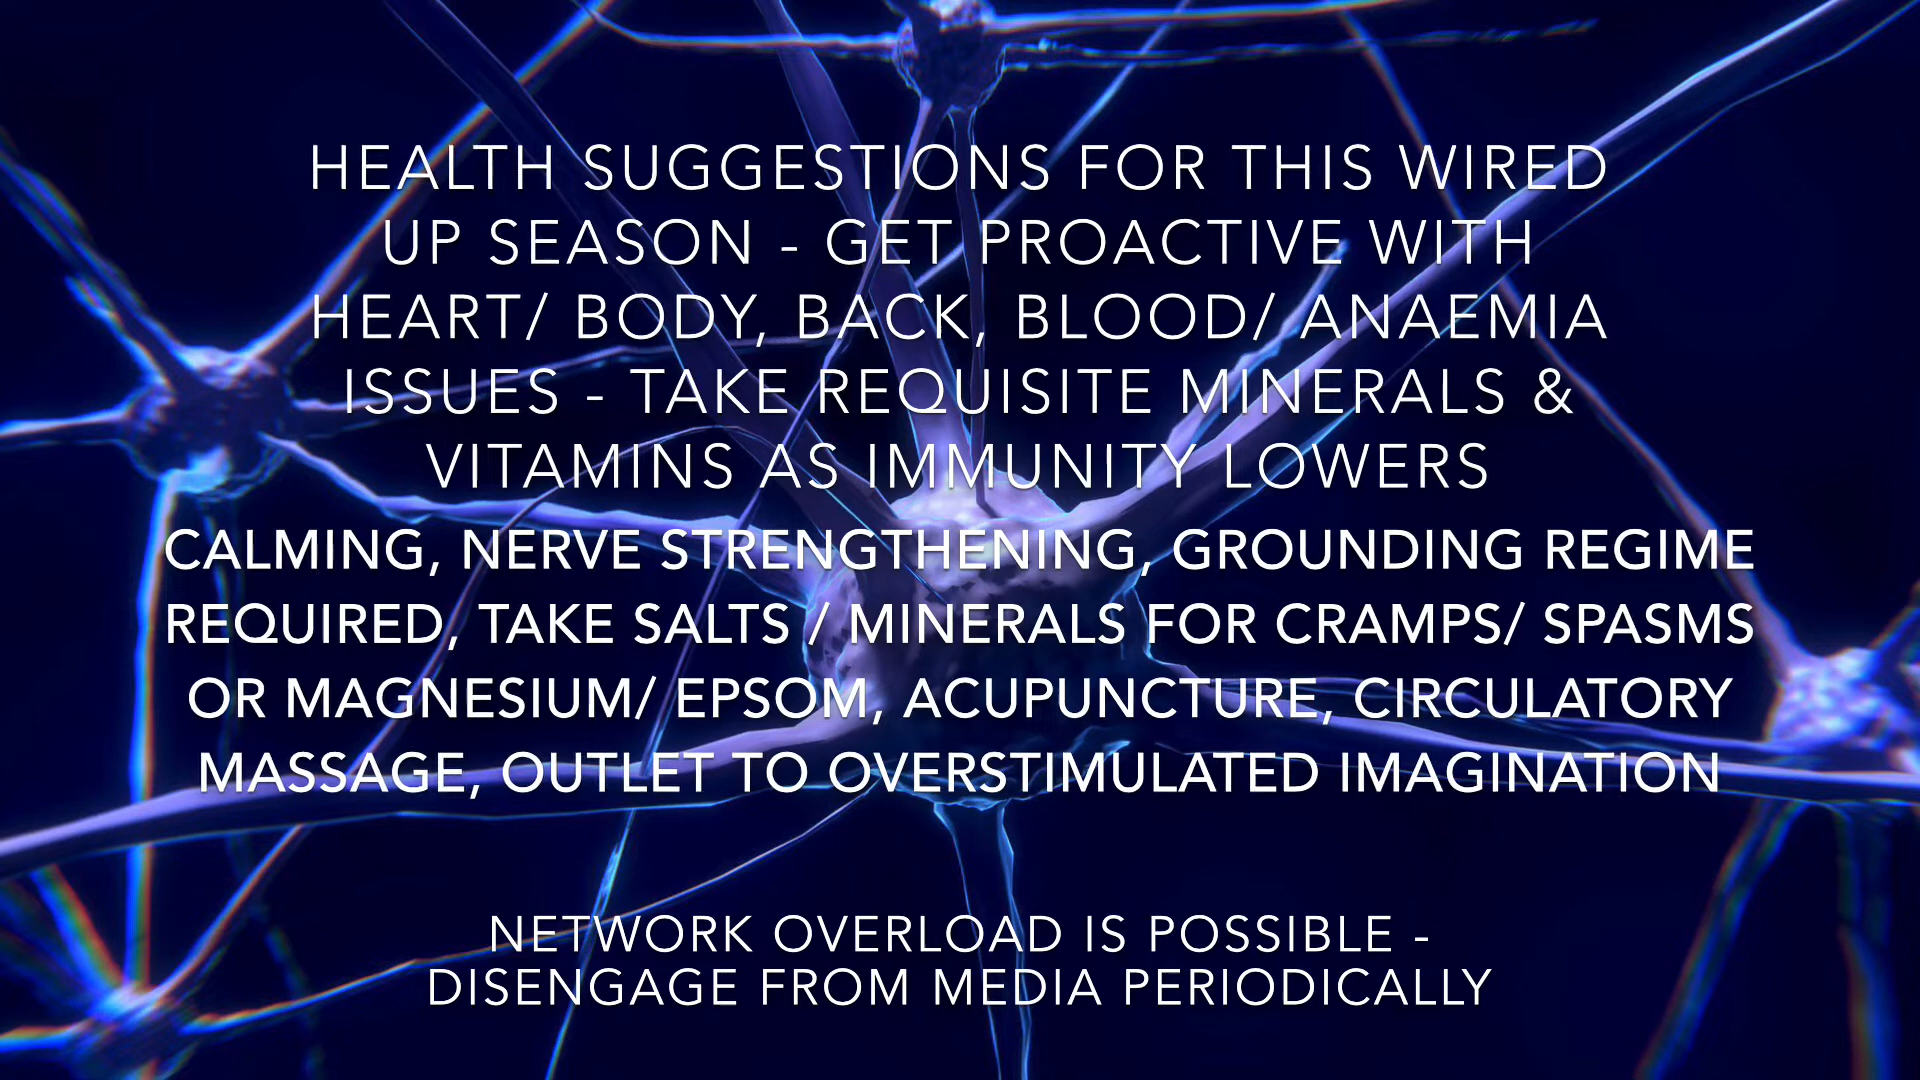 HEALTH SUGGESTIONS FOR THIS WIRED
UP SEASON - GET PROACTIVE WITH
HEART/ BODY, BACK, BLOOD/ ANAEMIA
ISSUES - TAKE REQUISITE MINERALS &
VITAMINS AS IMMUNITY LOWERS
CALMING, NERVE STRENGTHENING, GROUNDING REGIME
REQUIRED, TAKE SALTS / MINERALS FOR CRAMPS/ SPASMS
OR MAGNESIUM/ EPSOM, ACUPUNCTURE, CIRCULATORY
MASSAGE, OUTLET TO OVERSTIMULATED IMAGINATION
NETWORK OVERLOAD IS POSSIBLE -
DISENGAGE FROM MEDIA PERIODICALLY